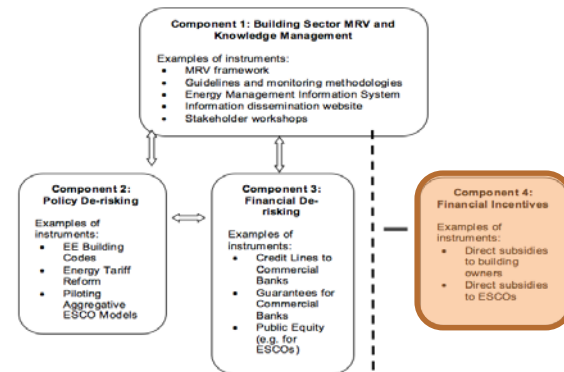 Component 1: Building Sector MRV and
Knowledge Management
Examples of instruments:
• MRV framework
• Guidelines and monitoring methodologies
• Energy Management Information System
• Information dissemination website
• Stakeholder workshops
Component 2:
Policy De-risking
Examples of
instruments:
• EE Building
Codes
• Energy Tariff
Reform
• Piloting
Aggregative
ESCO Models
Component 3:
Financial De-
risking
Examples of
instruments:
• Credit Lines to
Commercial
Banks
• Guarantees for
Commercial
Banks
• Public Equity
(e.g. for
ESCOs)
Component 4:
Financial Incentives
Examples of
instruments:
• Direct subsidies
to building
owners
• Direct subsidies
to ESCOs